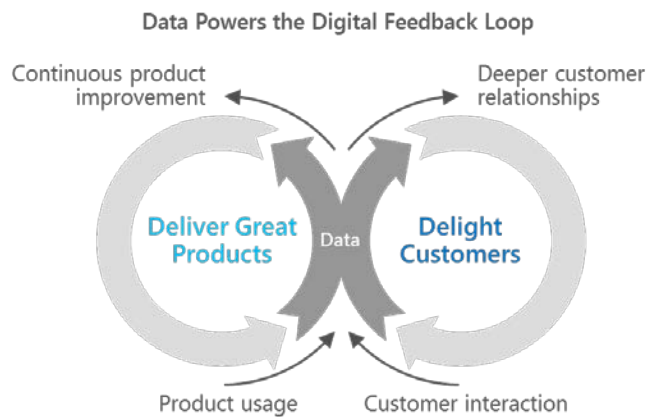 Data Powers the Digital Feedback Loop
Continuous product
improvement
Deeper customer
relationships
Deliver Great
Products
Data
Delight
Customers
Product usage
Customer interaction